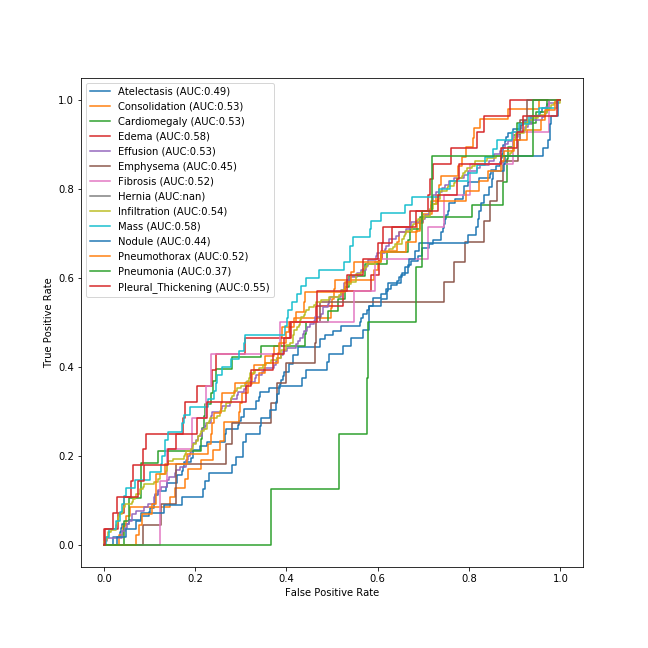 Atelectasis (AUC:0.49)
Consolidation (AUC:0.53)
Cardiomegaly (AUC:0.53)
Edema (AUC:0.58)
Effusion (AUC:0.53)
Emphysema (AUC:0.45)
Fibrosis (AUC:0.52)
Hernia (AUC:nan)
Infiltration (AUC:0.54)
Mass (AUC:0.58)
Nodule (AUC:0.44)
Pneumothorax (AUC:0.52)
Pneumonia (AUC:0.37)
Pleural_Thickening (AUC:0.55)
True Positive Rate
1.0
0.8
0.6
0.4
0.2
0.0
0.0 0.2 0.4 0.6 0.8 1.0
False Positive Rate